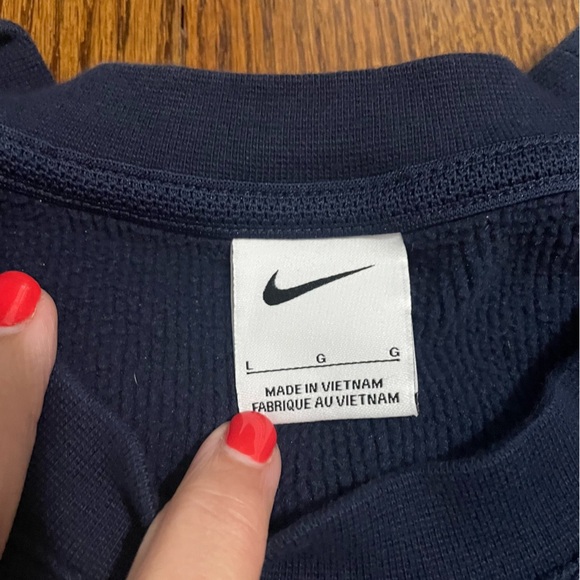 L G G
MADE IN VIETNAM
FABRIQUE AU VIETNAM